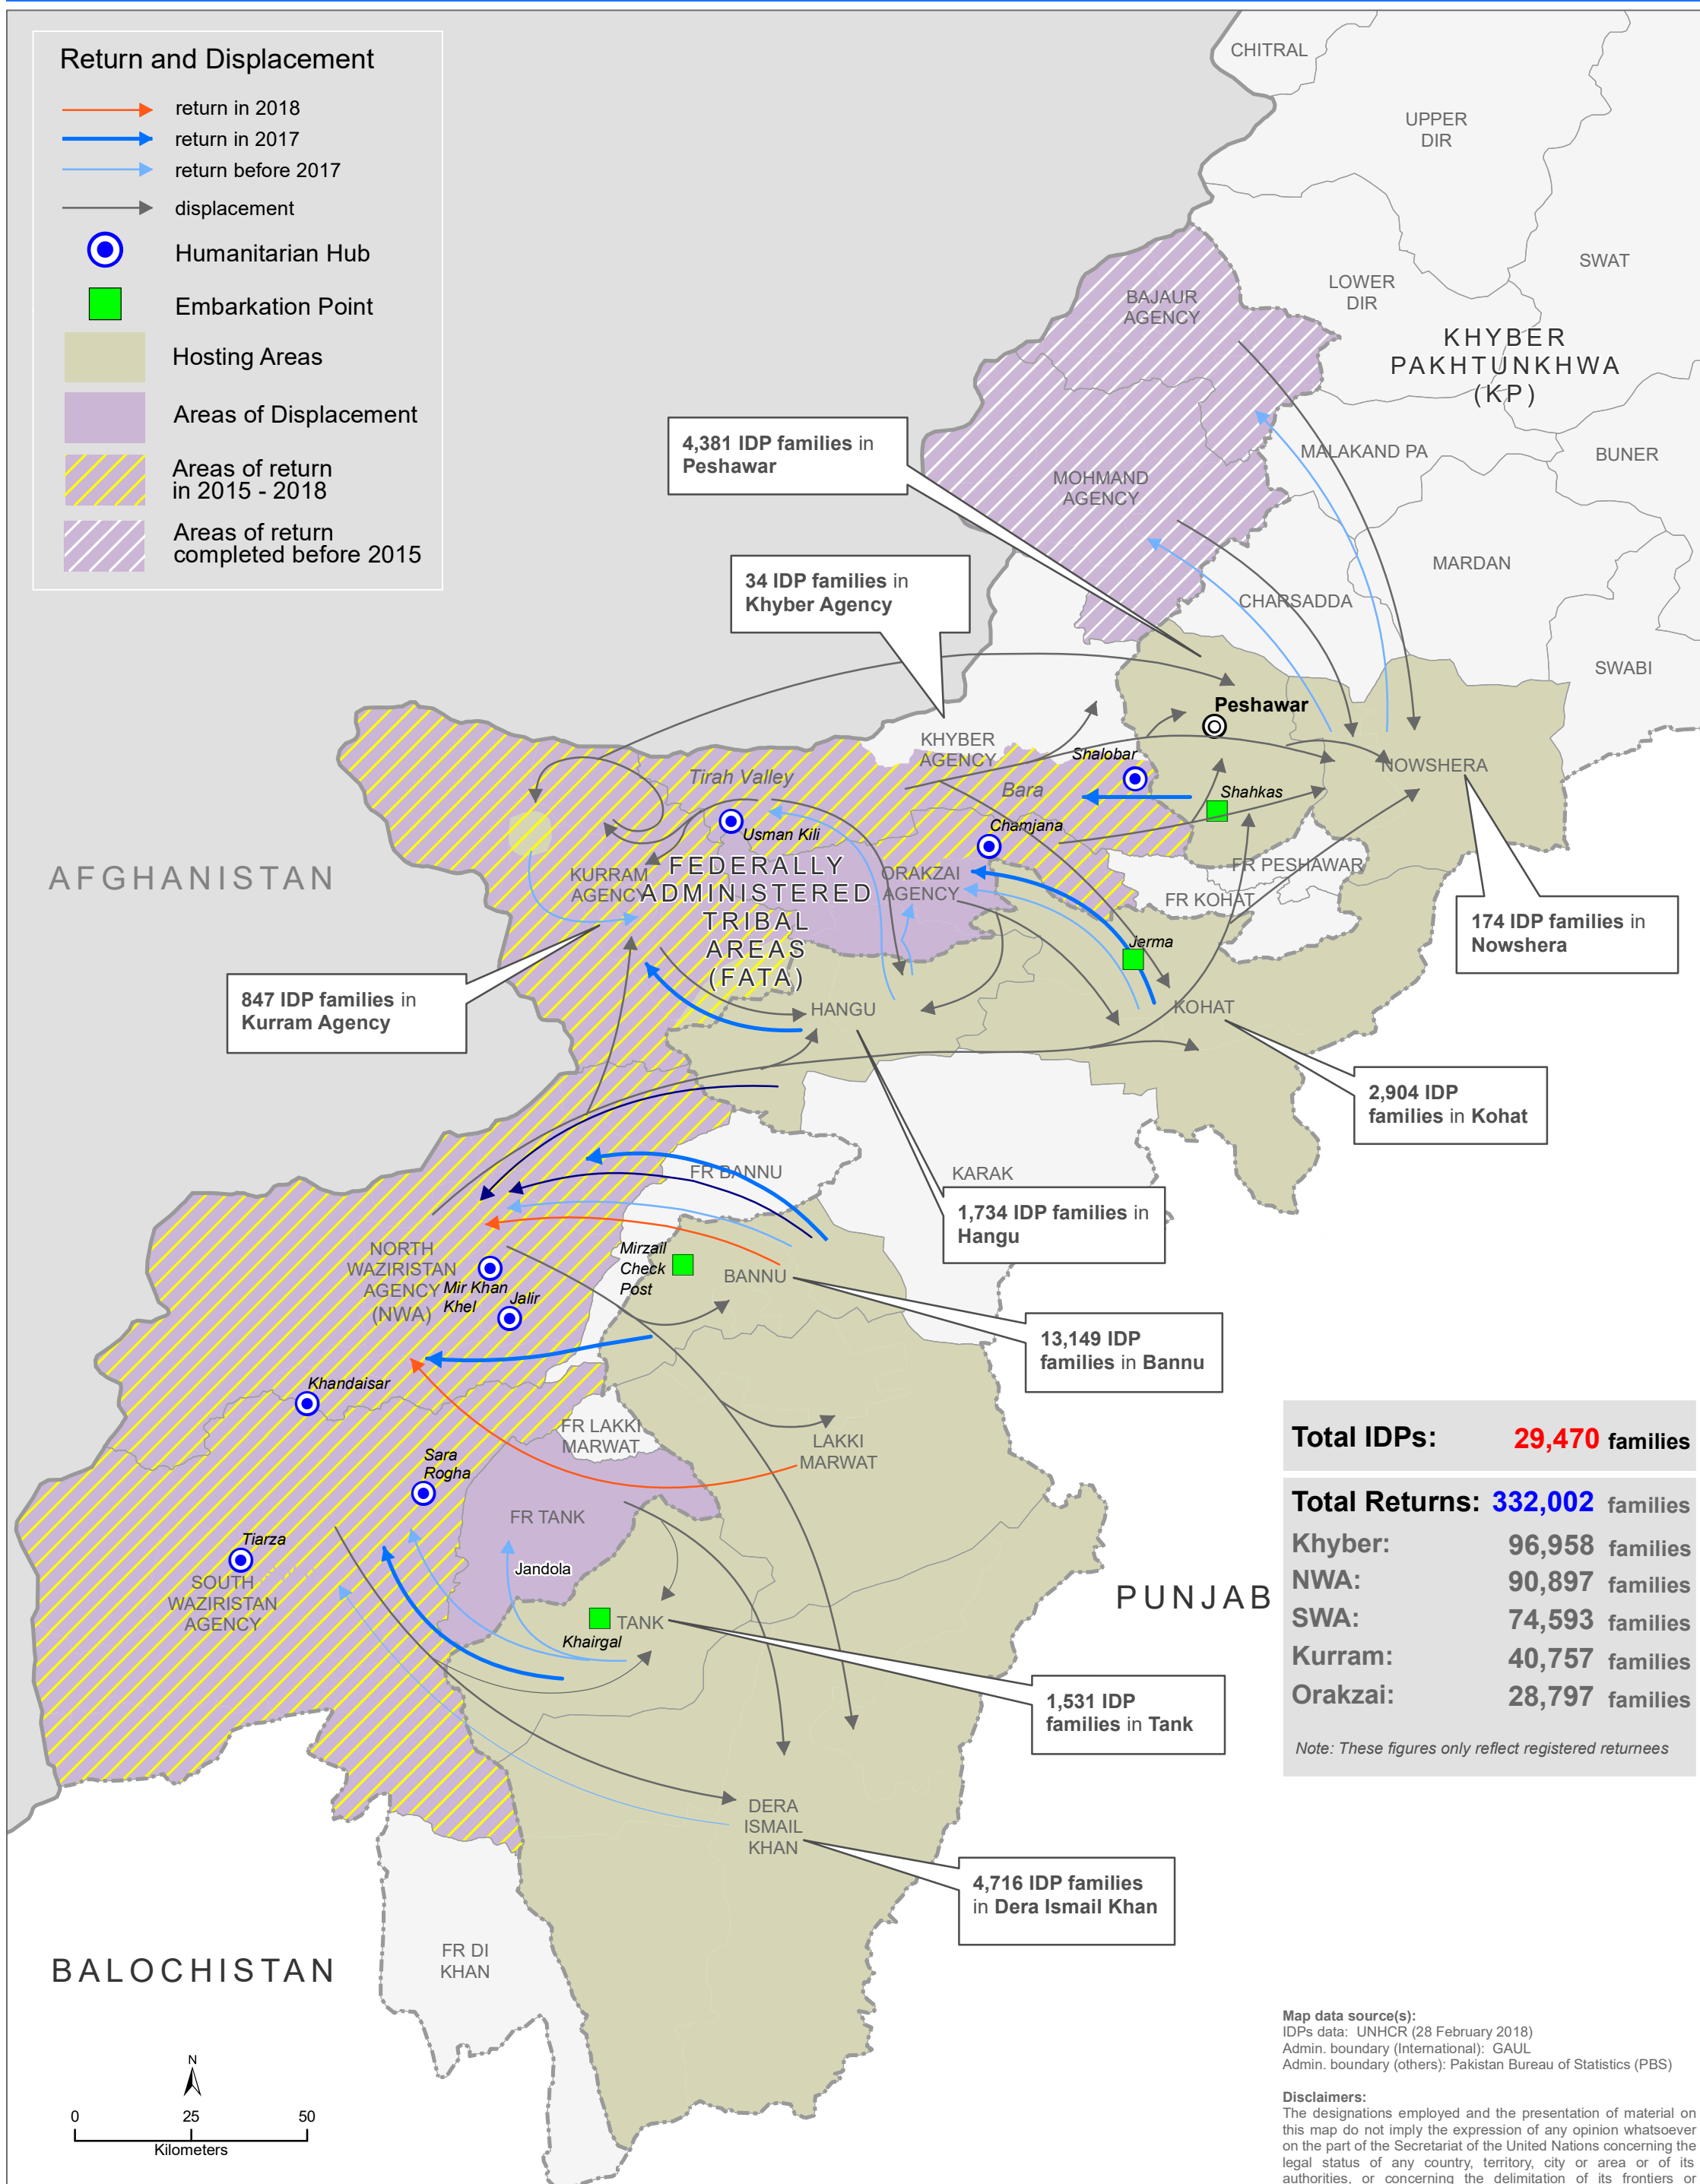 Return and Displacement
return in 2018
return in 2017
return before 2017
displacement
Humanitarian Hub
Embarkation Point
Hosting Areas
Areas of Displacement
Areas of return
in 2015 - 2018
Areas of return
completed before 2015
CHITRAL
UPPER
DIR
SWAT
LOWER
DIR
BAJAUR
AGENCY
KHYBER
PAKHTUNKHWA
(KP)
MALAKAND PA
BUNER
4,381 IDP families in
Peshawar
MOHMAND
AGENCY
MARDAN
34 IDP families in
Khyber Agency
CHARSADDA
SWABI
Peshawar
KHYBER
AGENCY
Shalobar
NOWSHERA
Tirah Valley
Bara
Shahkas
Usman Kili
Chamjana
AFGHANISTAN
KURRAM
AGENCY
FEDERALLY
ADMINISTERED
TRIBAL
AREAS
(FATA)
ORAKZAI
AGENCY
FR PESHAWAR
FR KOHAT
174 IDP families in
Nowshera
Jerma
847 IDP families in
Kurram Agency
HANGU
KOHAT
2,904 IDP
families in Kohat
FR BANNU
KARAK
1,734 IDP families in
Hangu
NORTH
WAZIRISTAN
AGENCY
(NWA)
Mir Khan
Khel
Jalir
Mirzail
Check
Post
BANNU
13,149 IDP
families in Bannu
Khandaisar
FR LAKKI
MARWAT
LAKKI
MARWAT
Sara
Rogha
FR TANK
Tiarza
Jandola
SOUTH
WAZIRISTAN
AGENCY
TANK
Khairgal
PUNJAB
1,531 IDP
families in Tank
Total IDPs: 29,470 families
Total Returns: 332,002 families
Khyber: 96,958 families
NWA: 90,897 families
SWA: 74,593 families
Kurram: 40,757 families
Orakzai: 28,797 families
Note: These figures only reflect registered returnees
DERA
ISMAIL
KHAN
4,716 IDP families
in Dera Ismail Khan
BALOCHISTAN
FR DI
KHAN
N
0 25 50
Kilometers
Map data source(s):
IDPs data: UNHCR (28 February 2018)
Admin. boundary (International): GAUL
Admin. boundary (others): Pakistan Bureau of Statistics (PBS)
Disclaimers:
The designations employed and the presentation of material on
this map do not imply the expression of any opinion whatsoever
on the part of the Secretariat of the United Nations concerning the
legal status of any country, territory, city or area or of its
authorities, or concerning the delimitation of its frontiers or